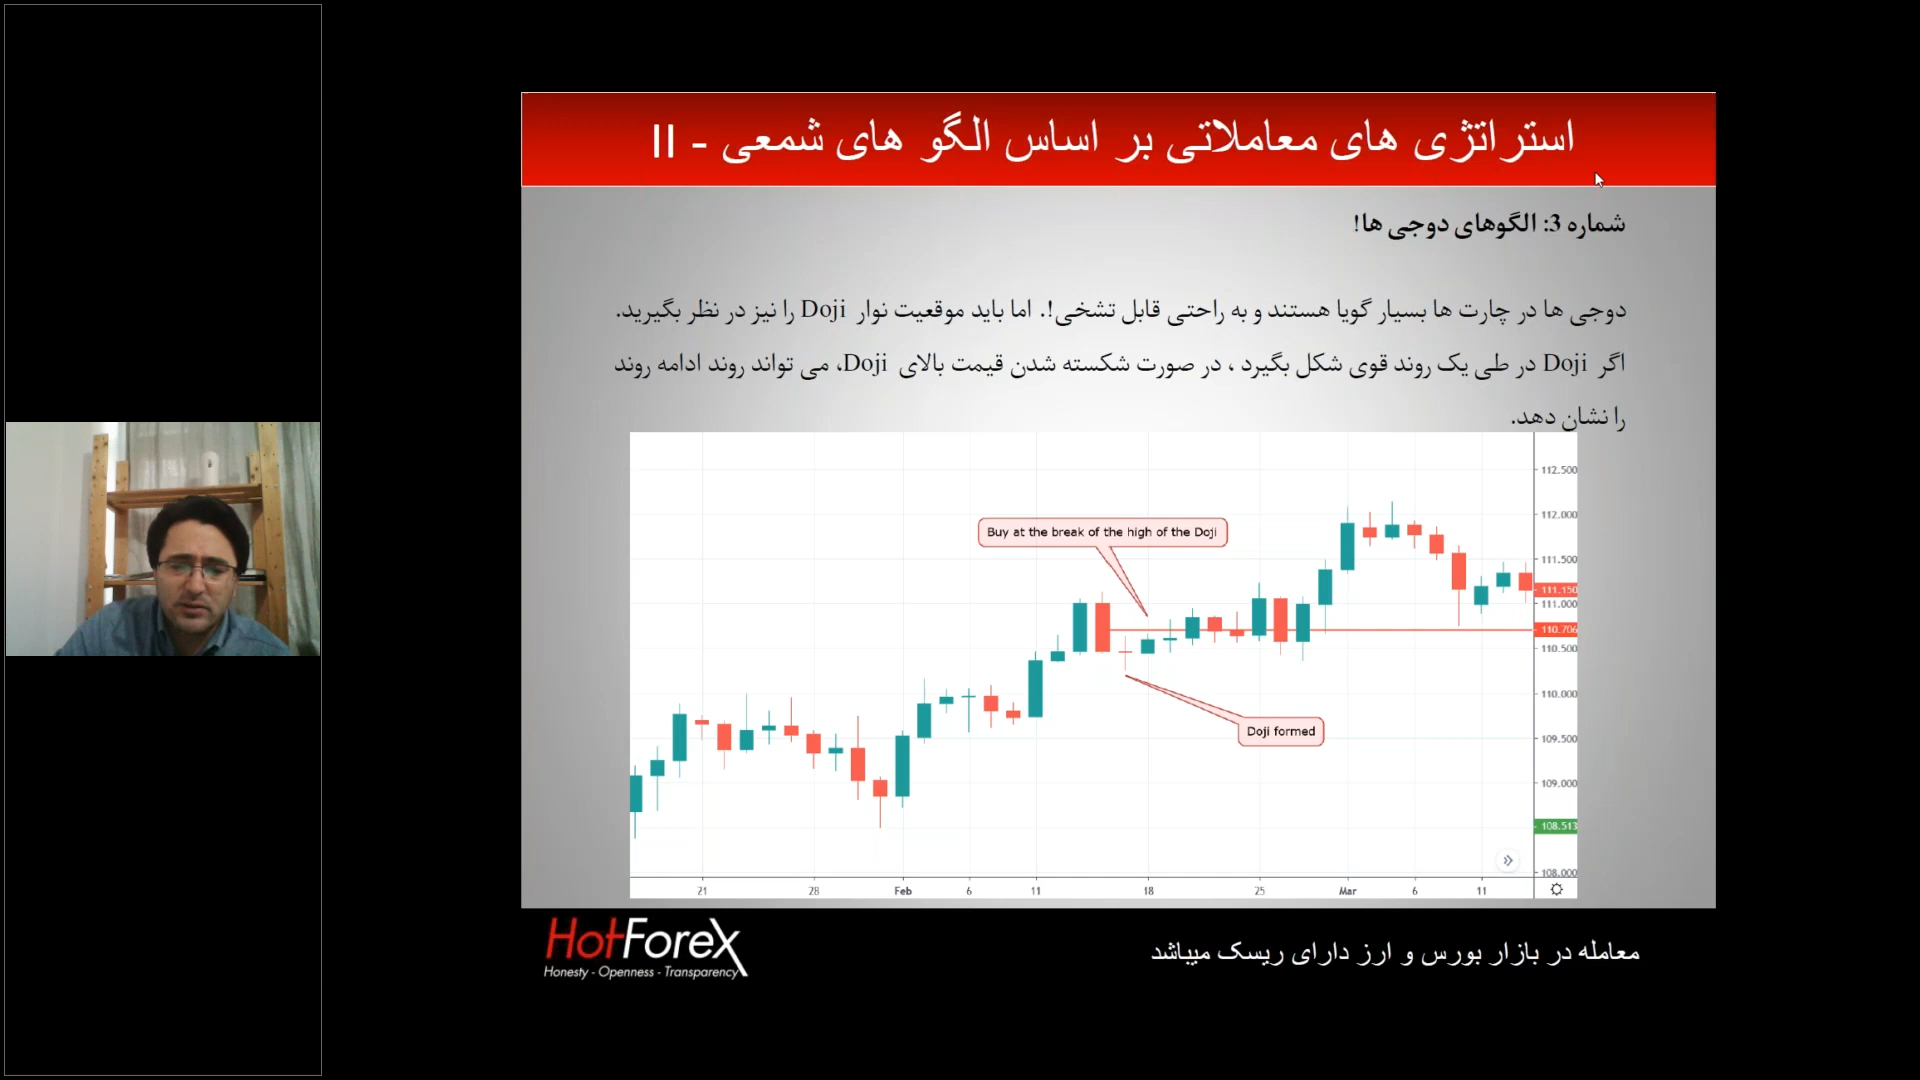 استراتژی های معاملاتی بر اساس الگو های شمعی - II
شماره 3: الگوهای دوجی ها!
دوجی ها در چارت ها بسیار گویا هستند و به راحتی قابل تشخی!. اما باید موقعیت نوار Doji را نیز در نظر بگیرید.
اگر Doji در طی یک روند قوی شکل بگیرد ، در صورت شکسته شدن قیمت بالای Doji، می تواند روند ادامه روند
را نشان دهد.
112.500
112.000
Buy at the break of the high of the Doji
111.500
111.150
111.000
110.706
110.500
110.000
Doji formed
109.500
109.000
108.513
108.000
21 28 Feb 6 11 18 25 Mar 6 11
HotForex
Honesty - Openness - Transparency
معامله در بازار بورس و ارز دارای ریسک میباشد